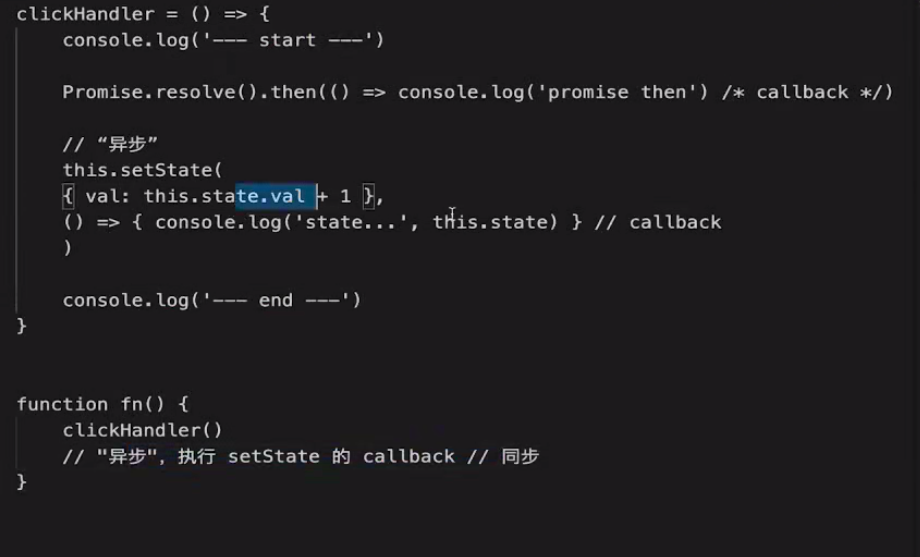 clickHandler = () => {
console.log('——— start ———')
Promise.resolve().then(() => console.log('promise then') /* callback */)
// “异步”
this.setState(
{ val: this.state.val + 1 },
() => { console.log('state...', this.state) } // callback
)
console.log('——— end ———')
}
function fn() {
clickHandler()
// "异步", 执行 setState 的 callback // 同步
}